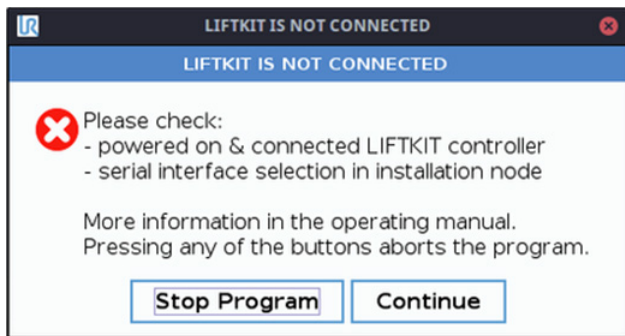 UR
LIFTKIT IS NOT CONNECTED
LIFTKIT IS NOT CONNECTED
Please check:
- powered on & connected LIFTKIT controller
- serial interface selection in installation node
More information in the operating manual.
Pressing any of the buttons aborts the program.
Stop Program
Continue